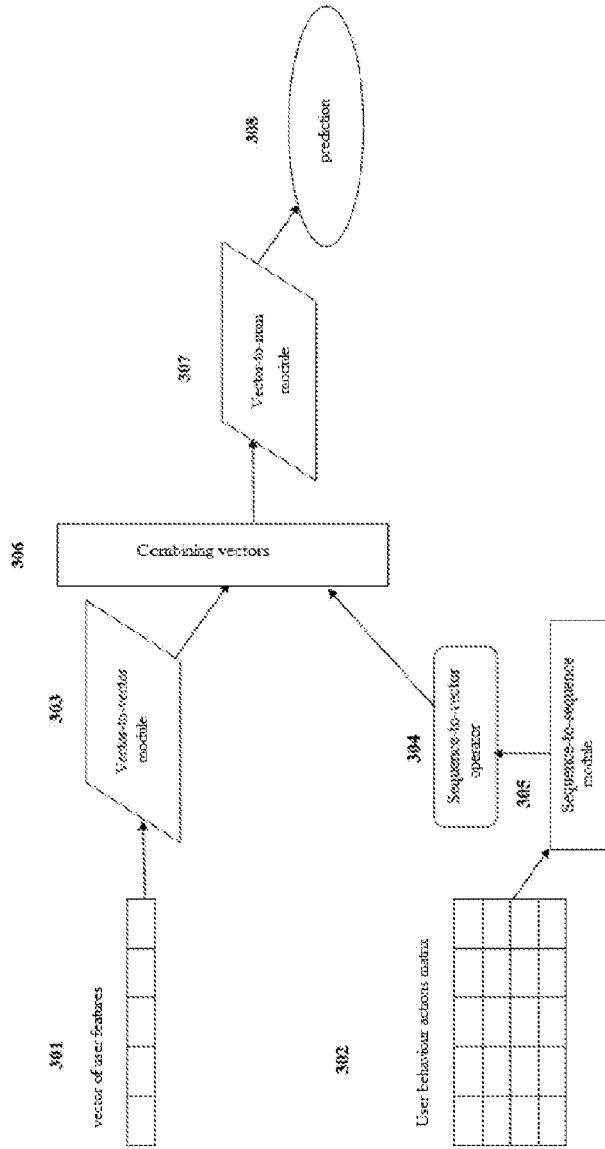 301
vector of user features
302
User behaviour actions matrix
303
Vector-to-vector
module
304
Sequence-to-vector
operator
305
Sequence-to-sequence
module
306
Combining vectors
307
Vector-to-num
module
308
prediction